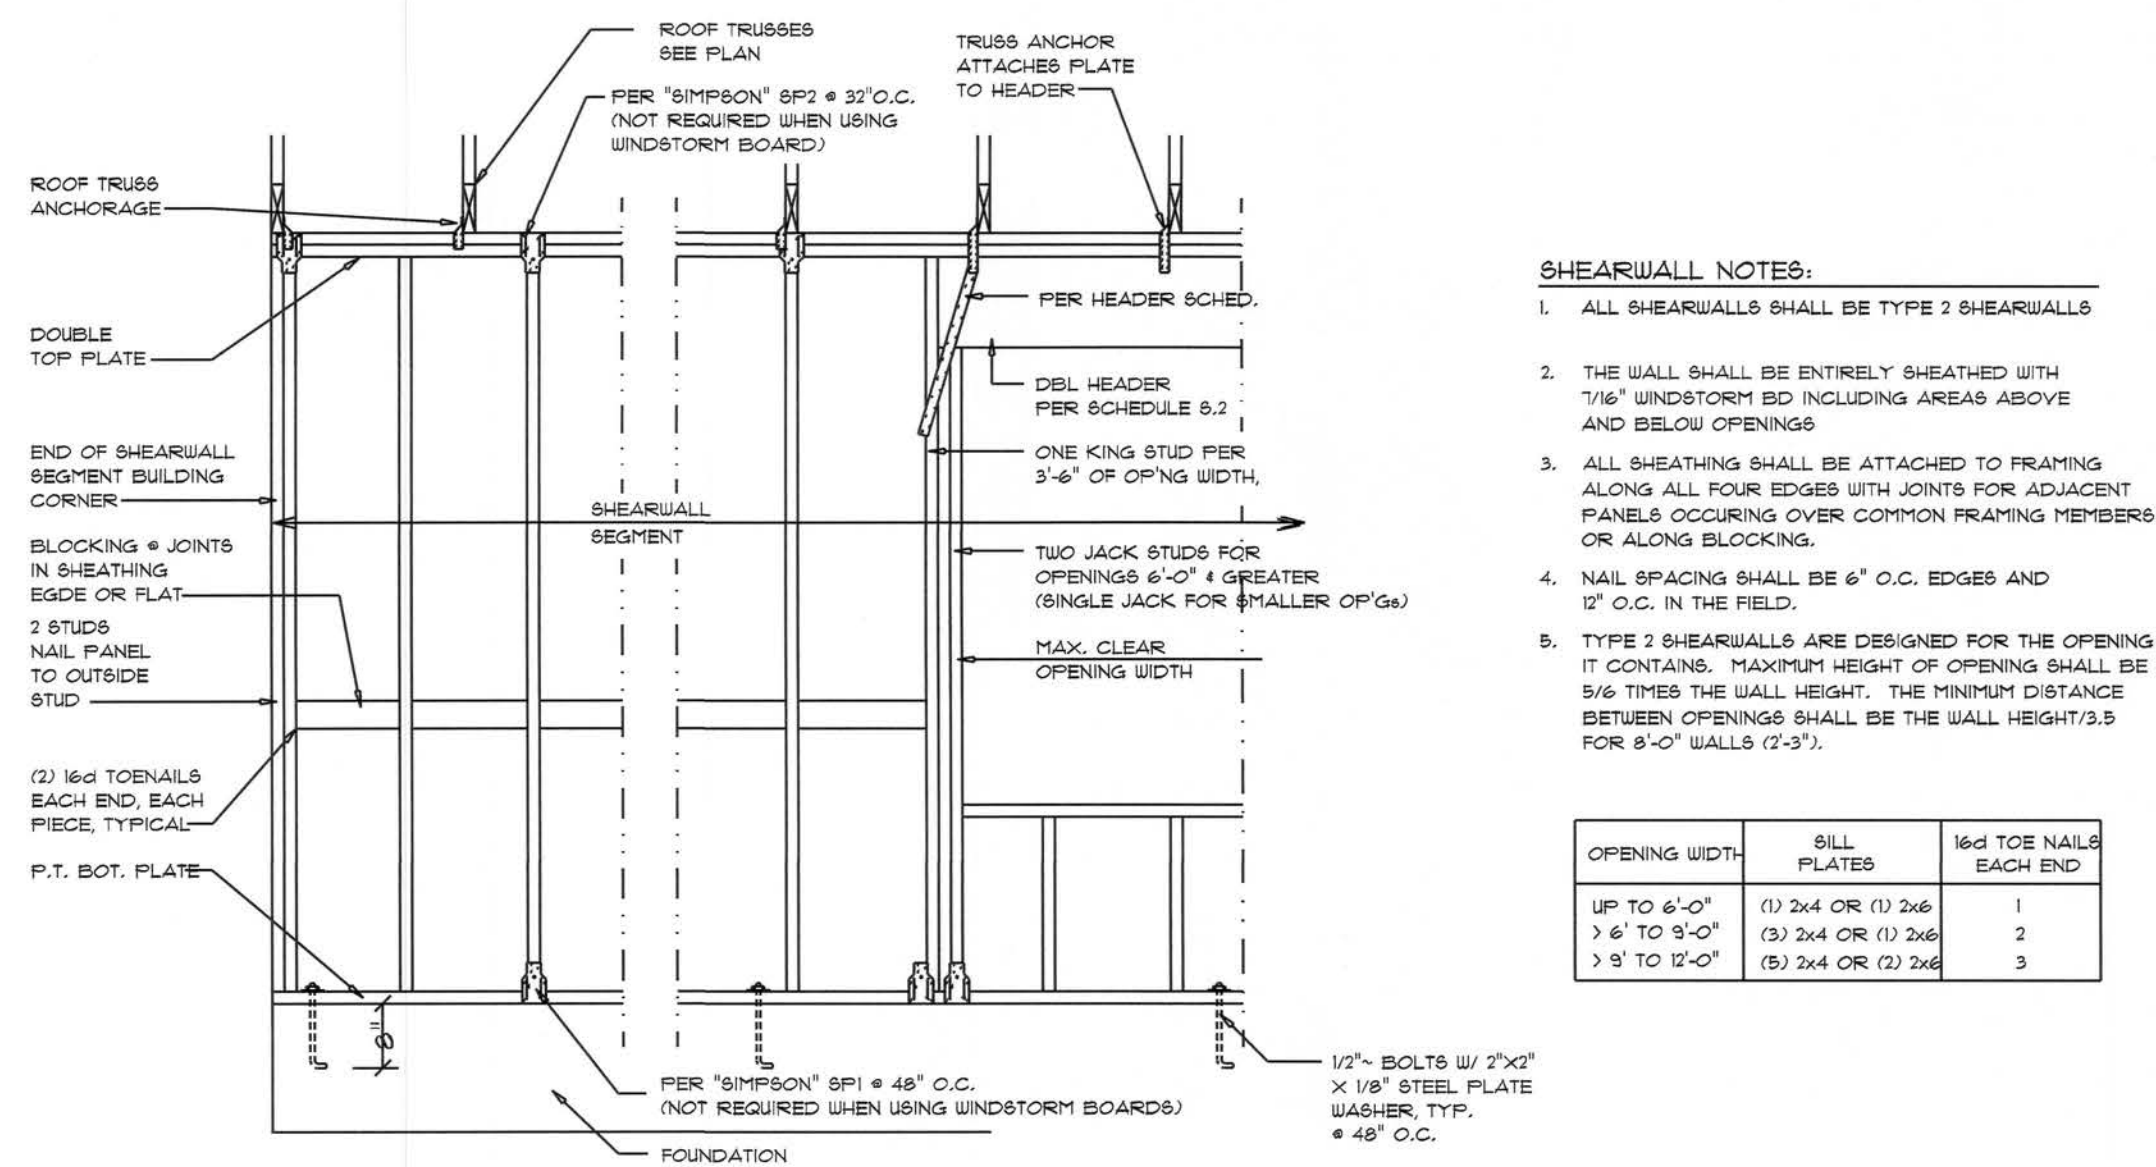 ROOF TRUSSES
SEE PLAN
TRUSS ANCHOR
ATTACHES PLATE
TO HEADER
PER "SIMPSON" SP2 @ 32"O.C.
(NOT REQUIRED WHEN USING
WINDSTORM BOARD)
ROOF TRUSS
ANCHORAGE
DOUBLE
TOP PLATE
PER HEADER SCHED.
DBL HEADER
PER SCHEDULE S.2
END OF SHEARWALL
SEGMENT BUILDING
CORNER
ONE KING STUD PER
3'-6" OF OP'NG WIDTH,
SHEARWALL
SEGMENT
BLOCKING @ JOINTS
IN SHEATHING
EGDE OR FLAT
TWO JACK STUDS FOR
OPENINGS 6'-0" & GREATER
(SINGLE JACK FOR SMALLER OP'Gs)
2 STUDS
NAIL PANEL
TO OUTSIDE
STUD
MAX. CLEAR
OPENING WIDTH
(2) 16d TOENAILS
EACH END, EACH
PIECE, TYPICAL
P.T. BOT. PLATE
8"
PER "SIMPSON" SP1 @ 48" O.C.
(NOT REQUIRED WHEN USING WINDSTORM BOARDS)
FOUNDATION
1/2"~ BOLTS W/ 2"X2"
X 1/8" STEEL PLATE
WASHER, TYP.
@ 48" O.C.
SHEARWALL NOTES:
1. ALL SHEARWALLS SHALL BE TYPE 2 SHEARWALLS
2. THE WALL SHALL BE ENTIRELY SHEATHED WITH
7/16" WINDSTORM BD INCLUDING AREAS ABOVE
AND BELOW OPENINGS
3. ALL SHEATHING SHALL BE ATTACHED TO FRAMING
ALONG ALL FOUR EDGES WITH JOINTS FOR ADJACENT
PANELS OCCURING OVER COMMON FRAMING MEMBERS
OR ALONG BLOCKING.
4. NAIL SPACING SHALL BE 6" O.C. EDGES AND
12" O.C. IN THE FIELD.
5. TYPE 2 SHEARWALLS ARE DESIGNED FOR THE OPENING
IT CONTAINS. MAXIMUM HEIGHT OF OPENING SHALL BE
5/6 TIMES THE WALL HEIGHT. THE MINIMUM DISTANCE
BETWEEN OPENINGS SHALL BE THE WALL HEIGHT/3.5
FOR 8'-0" WALLS (2'-3").
OPENING WIDTH
SILL
PLATES
16d TOE NAILS
EACH END
UP TO 6'-0" (1) 2x4 OR (1) 2x6 1
> 6' TO 9'-0" (3) 2x4 OR (1) 2x6 2
> 9' TO 12'-0" (5) 2x4 OR (2) 2x6 3